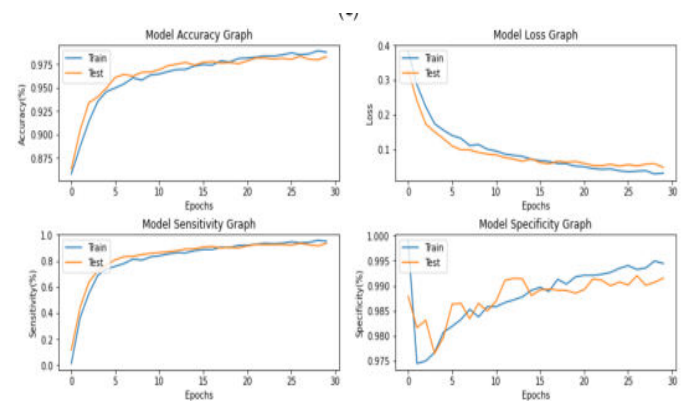 Model Accuracy Graph
Accuracy(%)
0.975
0.950
0.925
0.900
0.875
Train
Test
0 5 10 15 20 25 30
Epochs
Model Loss Graph
Loss
0.4
0.3
0.2
0.1
Train
Test
0 5 10 15 20 25 30
Epochs
Model Sensitivity Graph
Sensitivity(%)
1.0
0.8
0.6
0.4
0.2
0.0
Train
Test
0 5 10 15 20 25 30
Epochs
Model Specificity Graph
Specificity(%)
1.000
0.995
0.990
0.985
0.980
0.975
Train
Test
0 5 10 15 20 25 30
Epochs